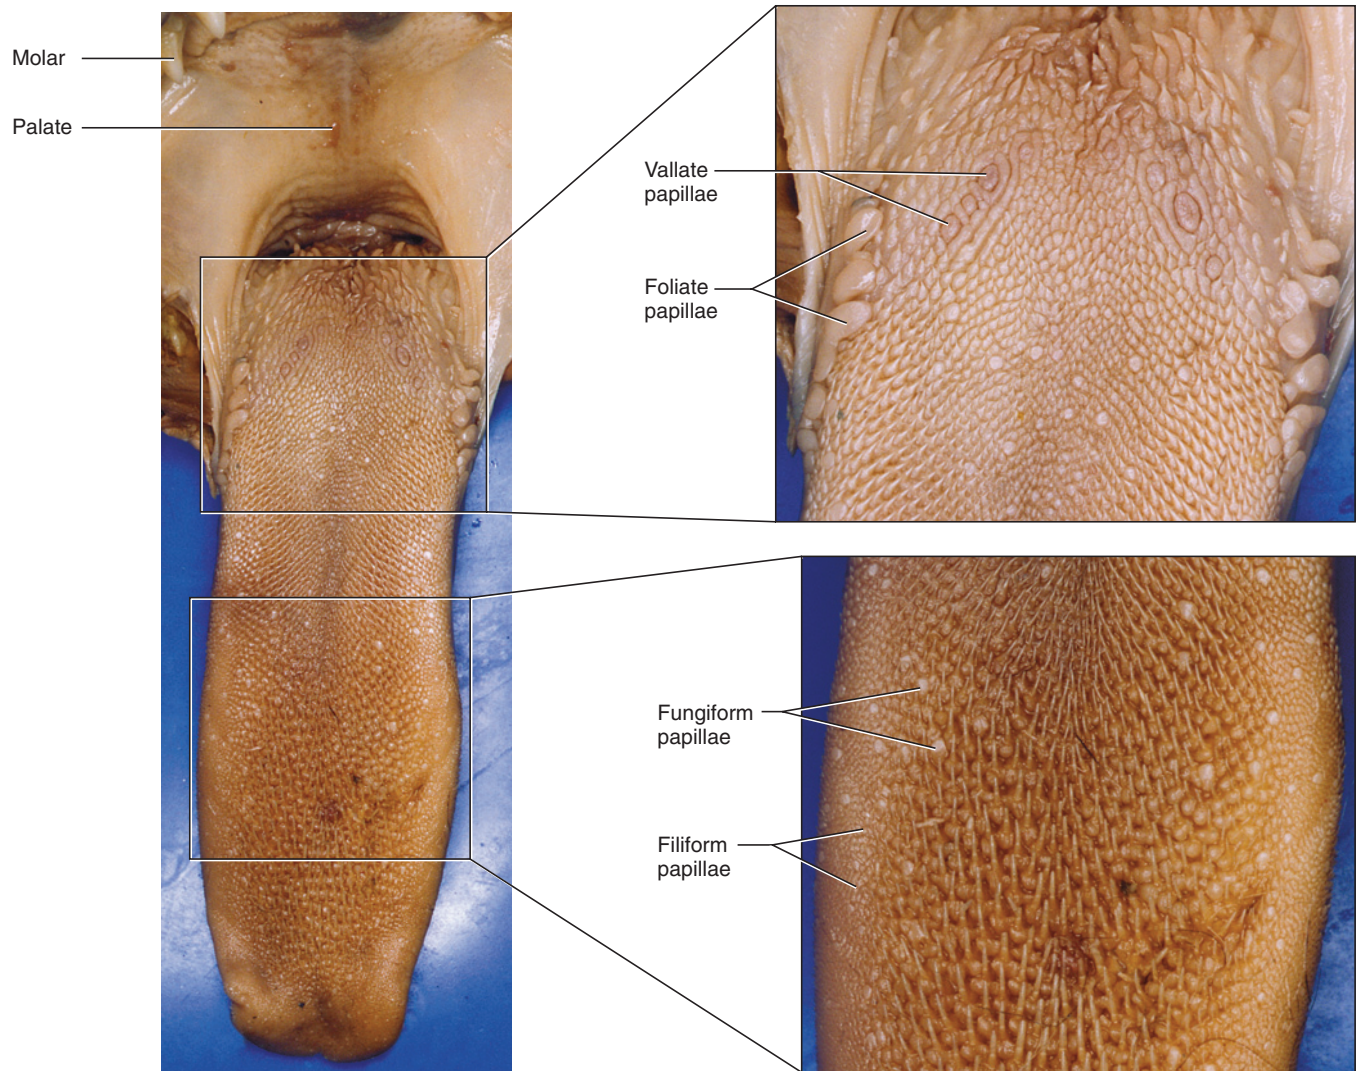 Molar
Palate
Vallate
papillae
Foliate
papillae
Fungiform
papillae
Filiform
papillae